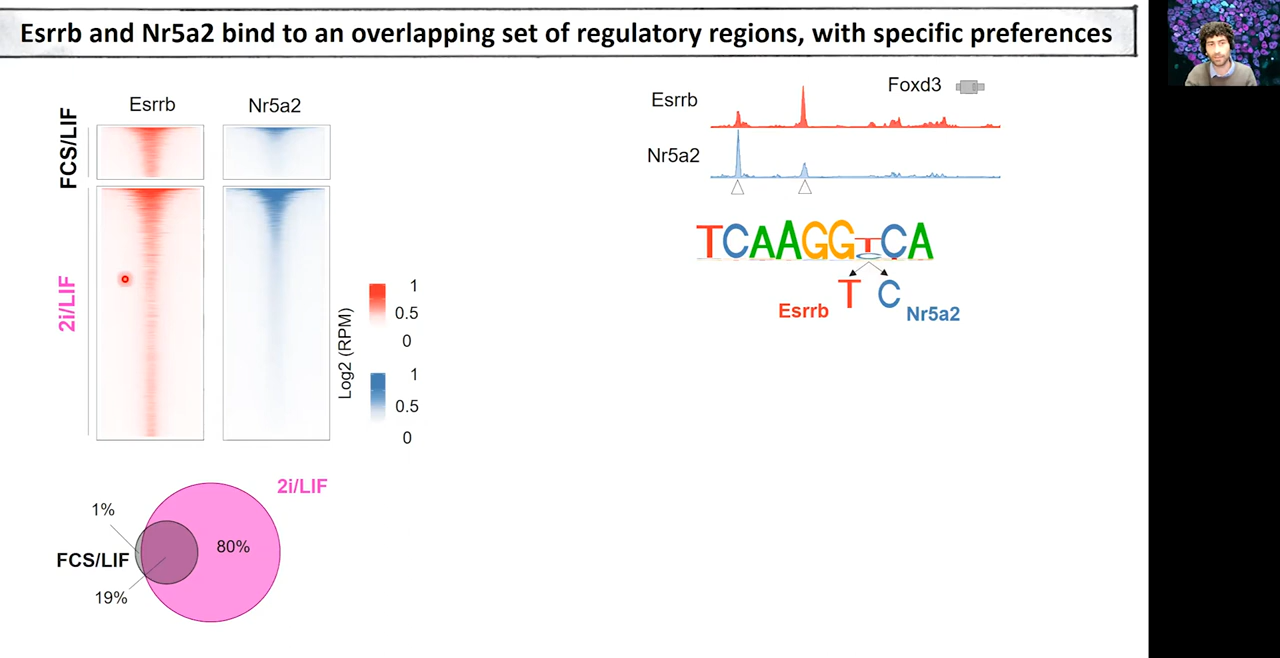 Esrrb and Nr5a2 bind to an overlapping set of regulatory regions, with specific preferences
Esrrb
Nr5a2
FCS/LIF
2i/LIF
Log2 (RPM)
1
0.5
0
1
0.5
0
2i/LIF
1%
80%
FCS/LIF
19%
Foxd3
Esrrb
Nr5a2
TCAAGGTCA
T C
Esrrb
Nr5a2